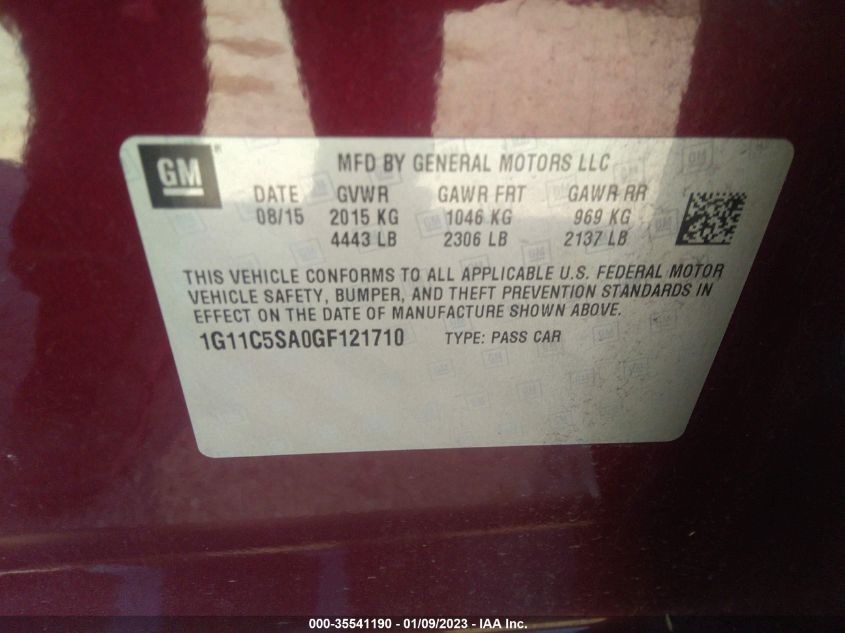 GM
MFD BY GENERAL MOTORS LLC
DATE GVWR GAWR FRT GAWR RR
08/15 2015 KG 1046 KG 969 KG
4443 LB 2306 LB 2137 LB
THIS VEHICLE CONFORMS TO ALL APPLICABLE U.S. FEDERAL MOTOR
VEHICLE SAFETY, BUMPER, AND THEFT PREVENTION STANDARDS IN
EFFECT ON THE DATE OF MANUFACTURE SHOWN ABOVE.
1G11C5SA0GF121710 TYPE: PASS CAR
000-35541190 - 01/09/2023 - IAA Inc.